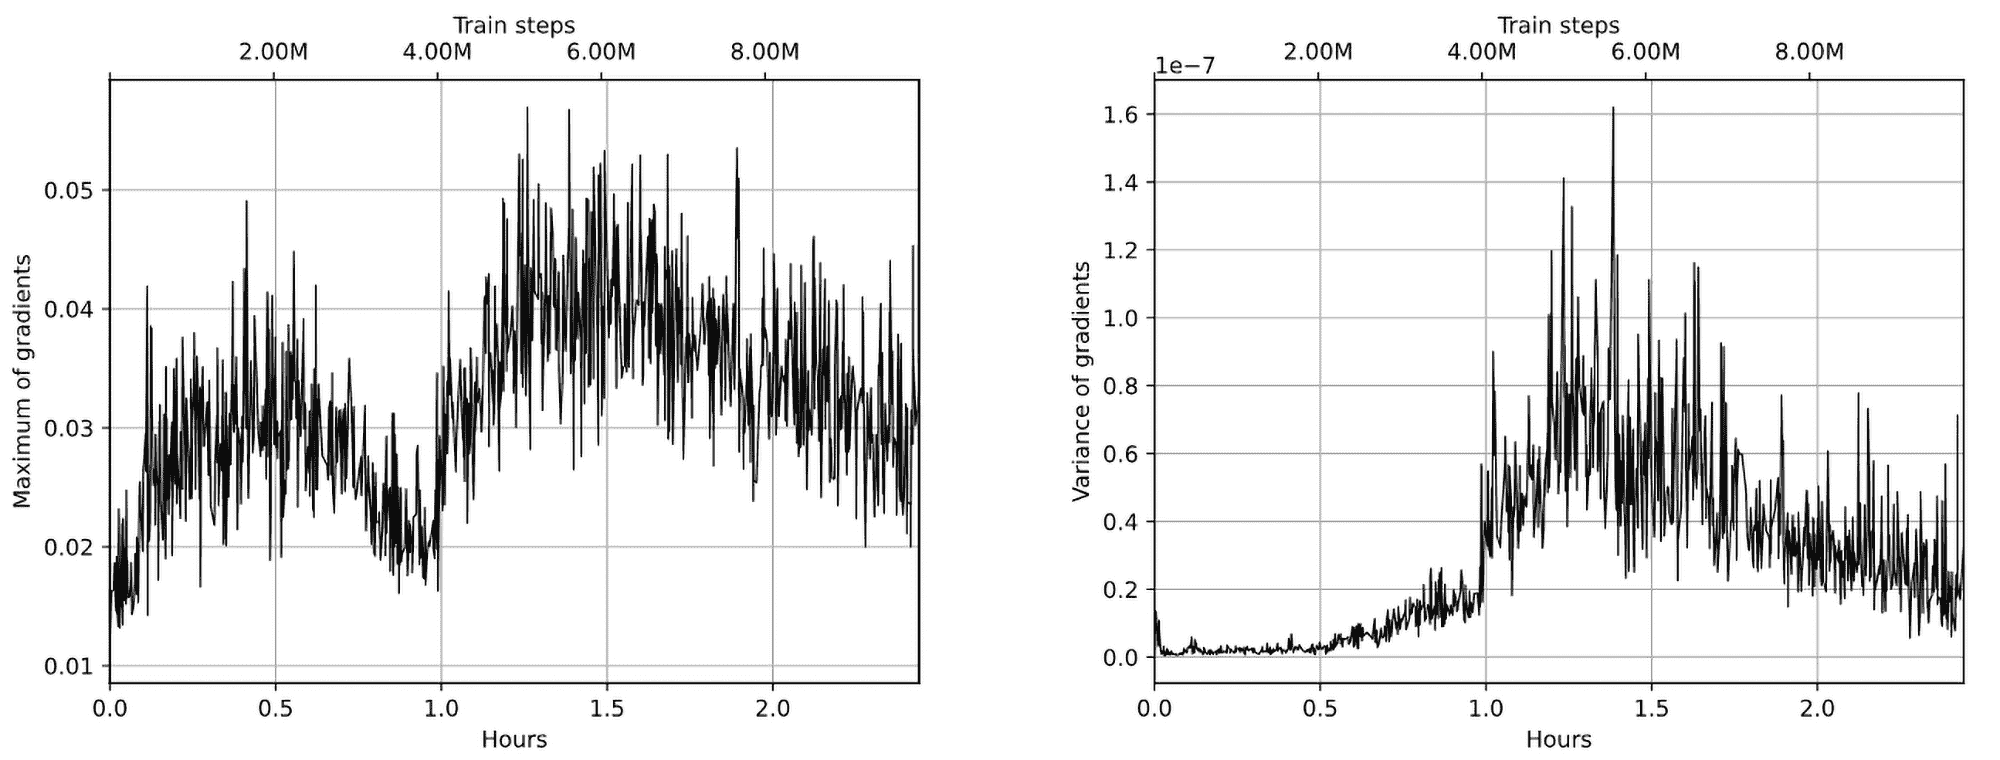 Train steps
2.00M 4.00M 6.00M 8.00M
0.05
0.04
0.03
0.02
0.01
Maximum of gradients
0.0 0.5 1.0 1.5 2.0
Hours
Train steps
2.00M 4.00M 6.00M 8.00M
1e−7
1.6
1.4
1.2
1.0
0.8
0.6
0.4
0.2
0.0
Variance of gradients
0.0 0.5 1.0 1.5 2.0
Hours